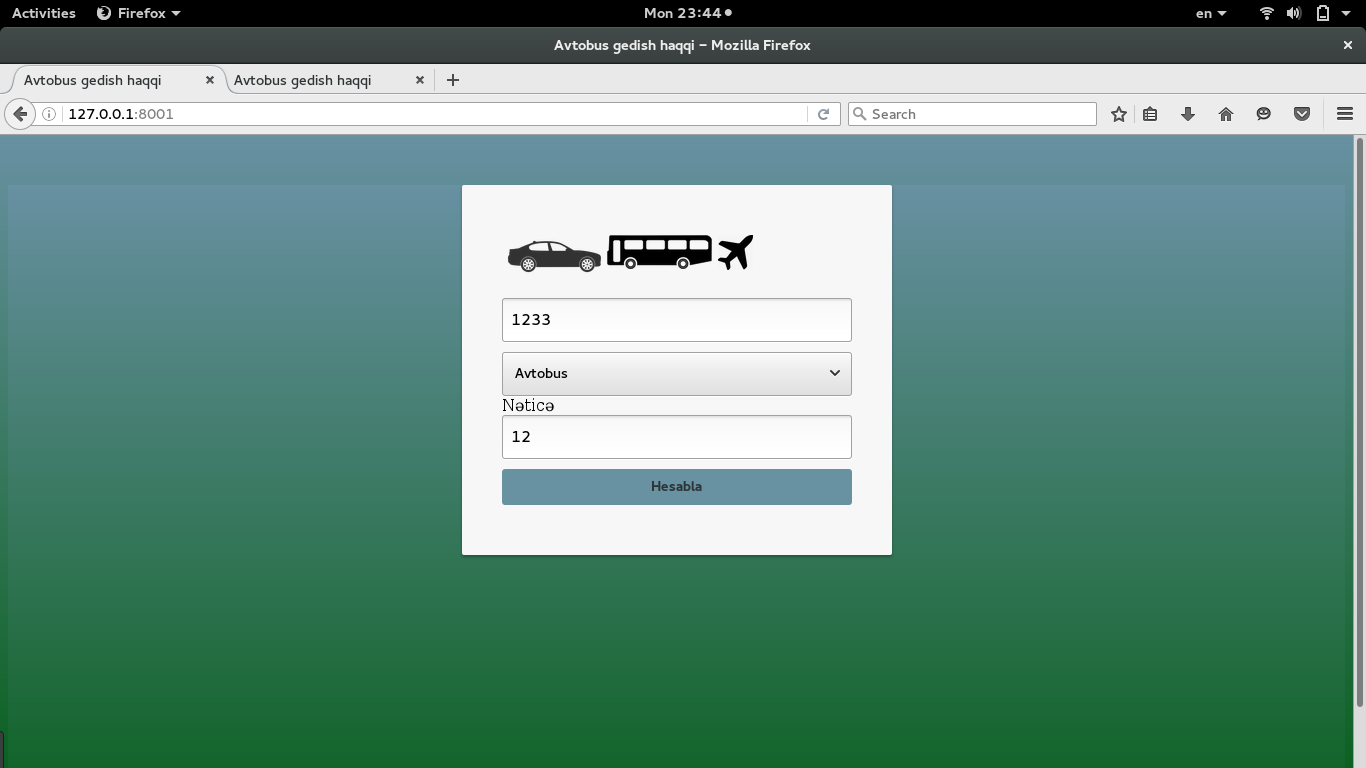 Activities Firefox Mon 23:44 en
Avtobus gedish haqqi - Mozilla Firefox
Avtobus gedish haqqi Avtobus gedish haqqi
127.0.0.1:8001 Search
1233
Avtobus
Nəticə
12
Hesabla